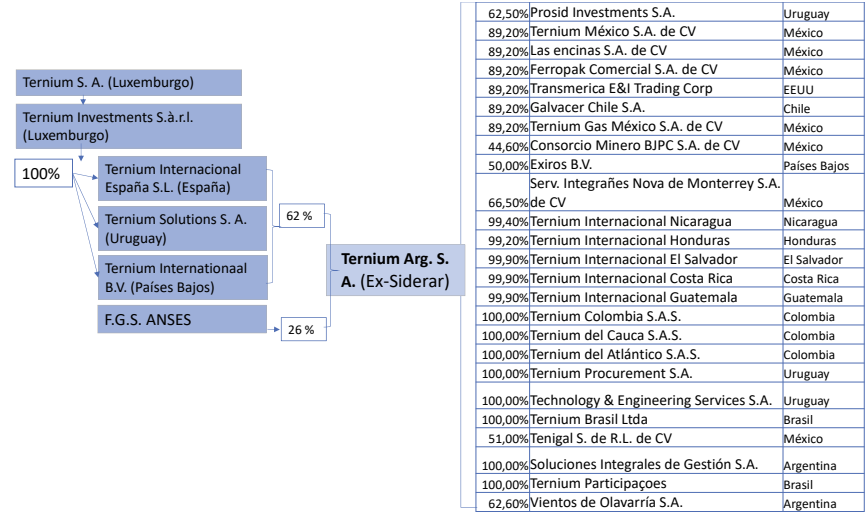 Ternium S. A. (Luxemburgo)
Ternium Investments S.à.r.l.
(Luxemburgo)
100%
Ternium Internacional
España S.L. (España)
Ternium Solutions S. A.
(Uruguay)
Ternium Internationaal
B.V. (Países Bajos)
F.G.S. ANSES
62 %
26 %
Ternium Arg. S.
A. (Ex-Siderar)
62,50% Prosid Investments S.A. Uruguay
89,20% Ternium México S.A. de CV México
89,20% Las encinas S.A. de CV México
89,20% Ferropak Comercial S.A. de CV México
89,20% Transmerica E&I Trading Corp EEUU
89,20% Galvacer Chile S.A. Chile
89,20% Ternium Gas México S.A. de CV México
44,60% Consorcio Minero BJPC S.A. de CV México
50,00% Exiros B.V. Países Bajos
Serv. Integrañes Nova de Monterrey S.A.
66,50% de CV México
99,40% Ternium Internacional Nicaragua Nicaragua
99,20% Ternium Internacional Honduras Honduras
99,90% Ternium Internacional El Salvador El Salvador
99,90% Ternium Internacional Costa Rica Costa Rica
99,90% Ternium Internacional Guatemala Guatemala
100,00% Ternium Colombia S.A.S. Colombia
100,00% Ternium del Cauca S.A.S. Colombia
100,00% Ternium del Atlántico S.A.S. Colombia
100,00% Ternium Procurement S.A. Uruguay
100,00% Technology & Engineering Services S.A. Uruguay
100,00% Ternium Brasil Ltda Brasil
51,00% Tenigal S. de R.L. de CV México
100,00% Soluciones Integrales de Gestión S.A. Argentina
100,00% Ternium Participaçoes Brasil
62,60% Vientos de Olavarría S.A. Argentina